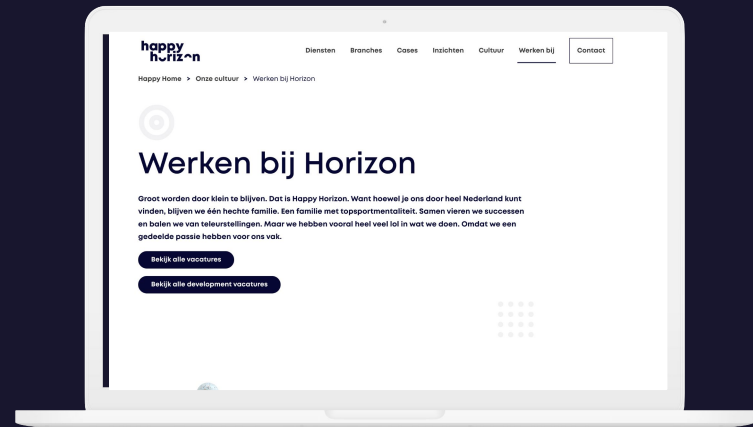 happy
horizon
Diensten Branches Cases Inzichten Cultuur Werken bij Contact
Happy Home > Onze cultuur > Werken bij Horizon
Werken bij Horizon
Groot worden door klein te blijven. Dat is Happy Horizon. Want hoewel je ons door heel Nederland kunt
vinden, blijven we één hechte familie. Een familie met topsportmentaliteit. Samen vieren we successen
en balen we van teleurstellingen. Maar we hebben vooral heel veel lol in wat we doen. Omdat we een
gedeelde passie hebben voor ons vak.
Bekijk alle vacatures
Bekijk alle development vacatures